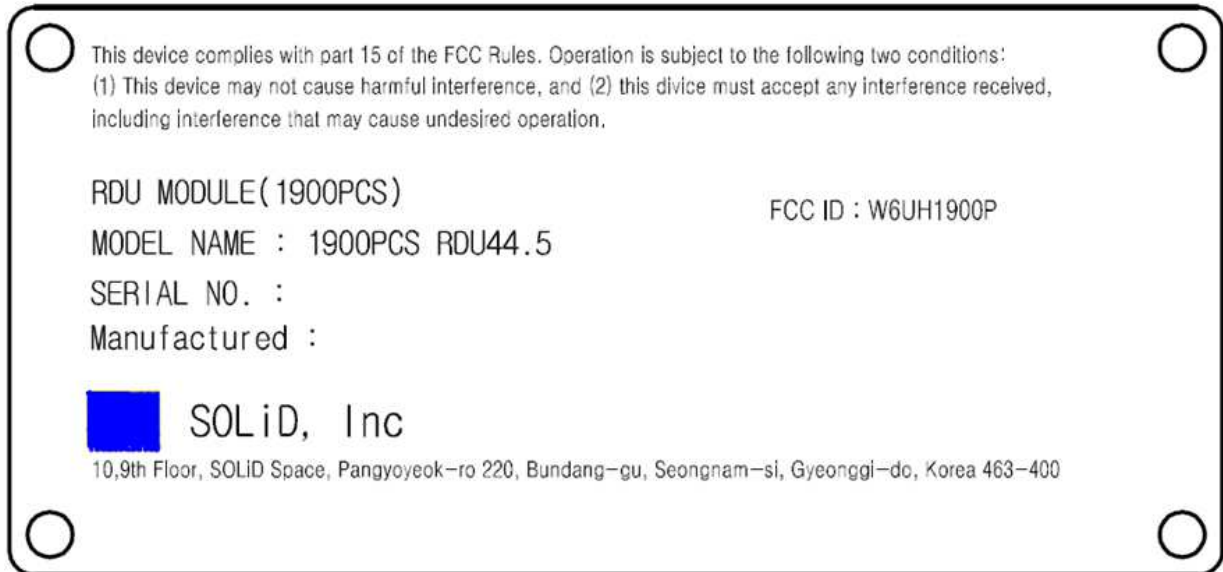 This device complies with part 15 of the FCC Rules. Operation is subject to the following two conditions:
(1) This device may not cause harmful interference, and (2) this divice must accept any interference received,
including interference that may cause undesired operation.
RDU MODULE(1900PCS)
FCC ID : W6UH1900P
MODEL NAME : 1900PCS RDU44.5
SERIAL NO. :
Manufactured :
SOLiD, Inc
10,9th Floor, SOLiD Space, Pangyoyeok-ro 220, Bundang-gu, Seongnam-si, Gyeonggi-do, Korea 463-400